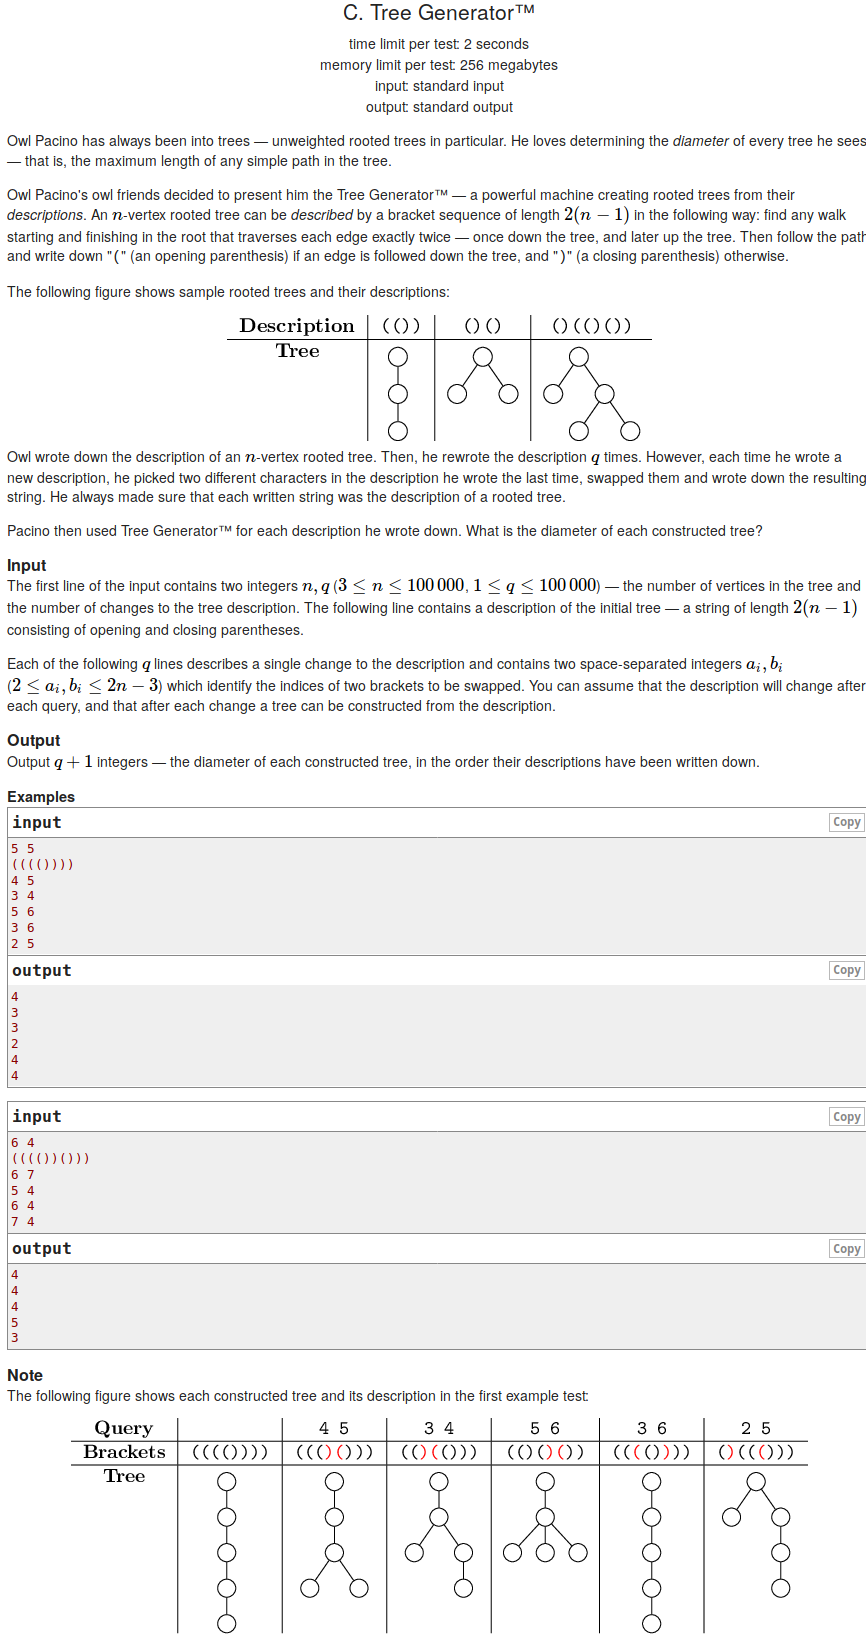 C. Tree Generator™
time limit per test: 2 seconds
memory limit per test: 256 megabytes
input: standard input
output: standard output
Owl Pacino has always been into trees — unweighted rooted trees in particular. He loves determining the diameter of every tree he sees
— that is, the maximum length of any simple path in the tree.
Owl Pacino's owl friends decided to present him the Tree Generator™ — a powerful machine creating rooted trees from their
descriptions. An n-vertex rooted tree can be described by a bracket sequence of length 2(n − 1) in the following way: find any walk
starting and finishing in the root that traverses each edge exactly twice — once down the tree, and later up the tree. Then follow the path
and write down "(" (an opening parenthesis) if an edge is followed down the tree, and ")" (a closing parenthesis) otherwise.
The following figure shows sample rooted trees and their descriptions:
Description (()) ()() ()(()())
Tree
Owl wrote down the description of an n-vertex rooted tree. Then, he rewrote the description q times. However, each time he wrote a
new description, he picked two different characters in the description he wrote the last time, swapped them and wrote down the resulting
string. He always made sure that each written string was the description of a rooted tree.
Pacino then used Tree Generator™ for each description he wrote down. What is the diameter of each constructed tree?
Input
The first line of the input contains two integers n, q (3 ≤ n ≤ 100 000, 1 ≤ q ≤ 100 000) — the number of vertices in the tree and
the number of changes to the tree description. The following line contains a description of the initial tree — a string of length 2(n − 1)
consisting of opening and closing parentheses.
Each of the following q lines describes a single change to the description and contains two space-separated integers aᵢ, bᵢ
(2 ≤ aᵢ, bᵢ ≤ 2n − 3) which identify the indices of two brackets to be swapped. You can assume that the description will change after
each query, and that after each change a tree can be constructed from the description.
Output
Output q + 1 integers — the diameter of each constructed tree, in the order their descriptions have been written down.
Examples
input Copy
5 5
(((())))
4 5
3 4
5 6
3 6
2 5
output Copy
4
3
3
2
4
4
input Copy
6 4
(((())()))
6 7
5 4
6 4
7 4
output Copy
4
4
4
5
3
Note
The following figure shows each constructed tree and its description in the first example test:
Query 4 5 3 4 5 6 3 6 2 5
Brackets (((()))) ((()())) (()(())) (()()()) (((()))) ()((()))
Tree